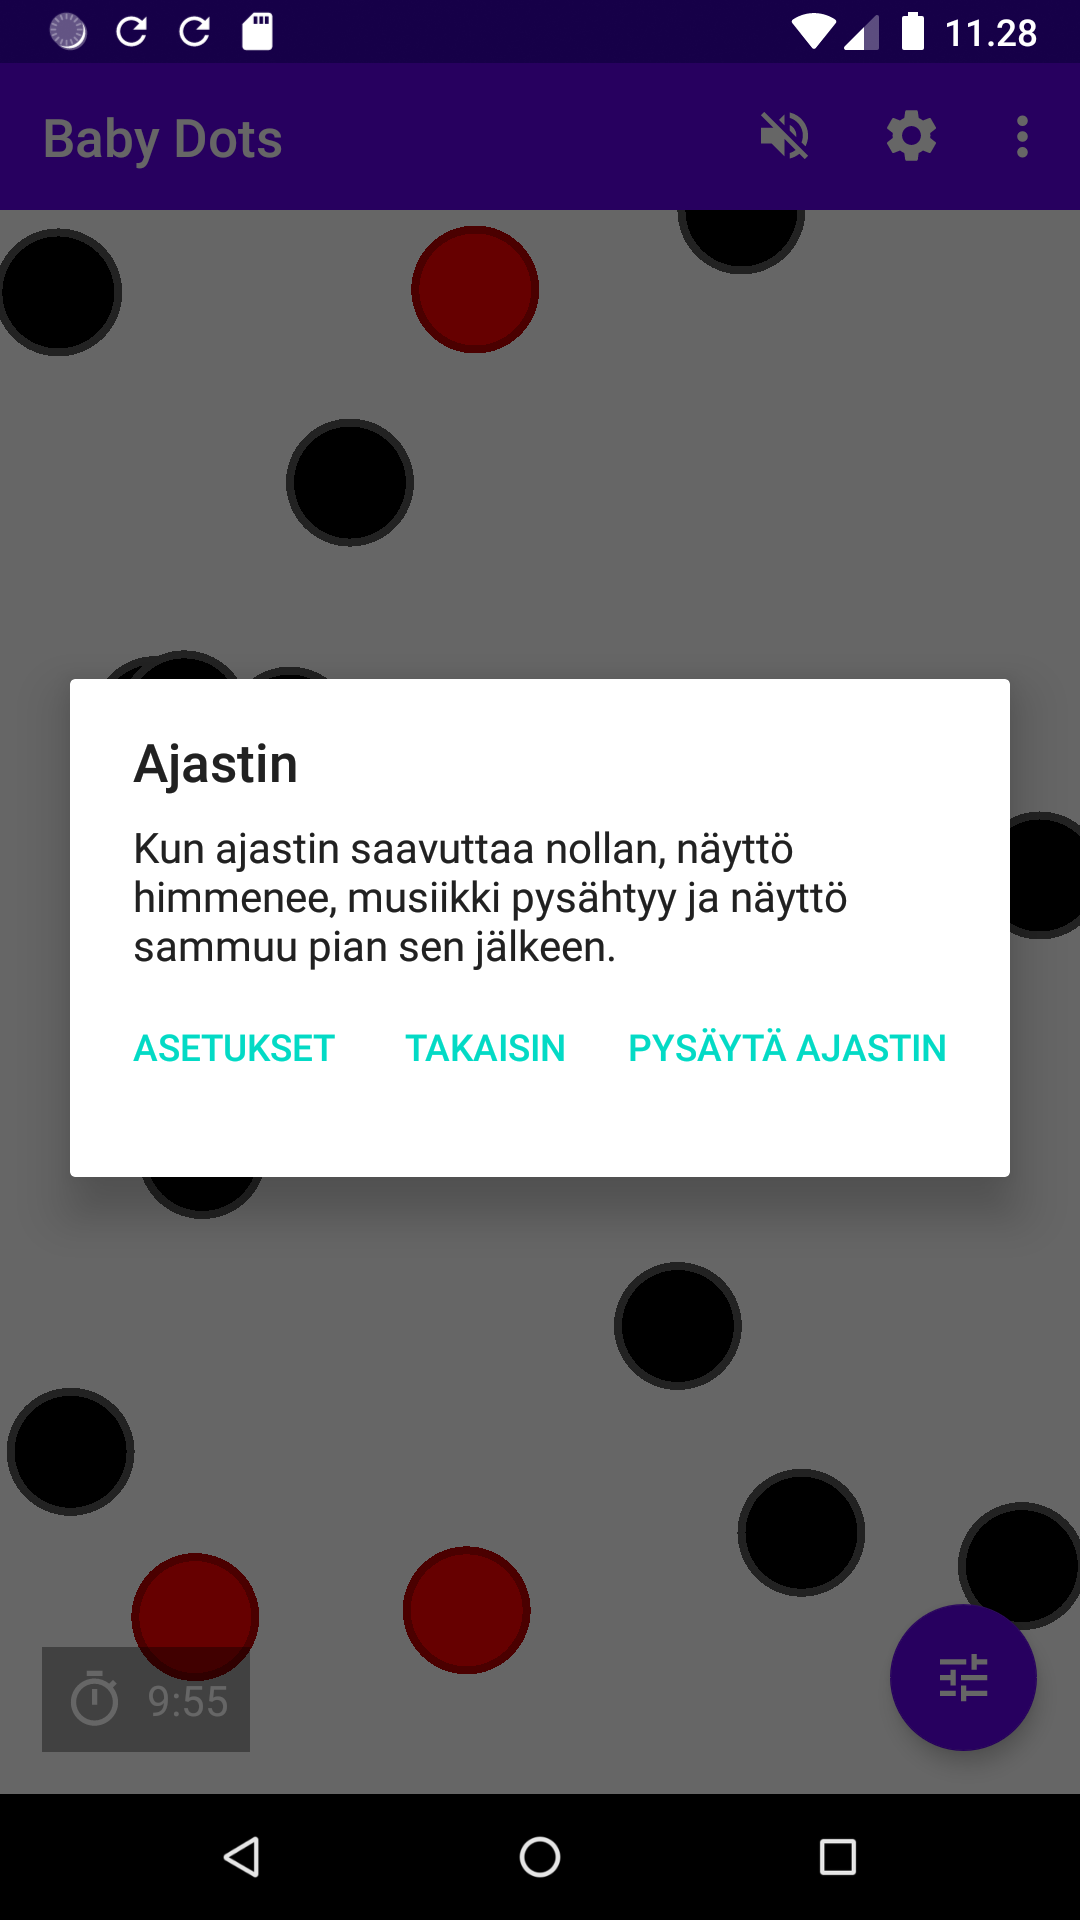 11.28
Baby Dots
Ajastin
Kun ajastin saavuttaa nollan, näyttö
himmenee, musiikki pysähtyy ja näyttö
sammuu pian sen jälkeen.
ASETUKSET TAKAISIN PYSÄYTÄ AJASTIN
9:55